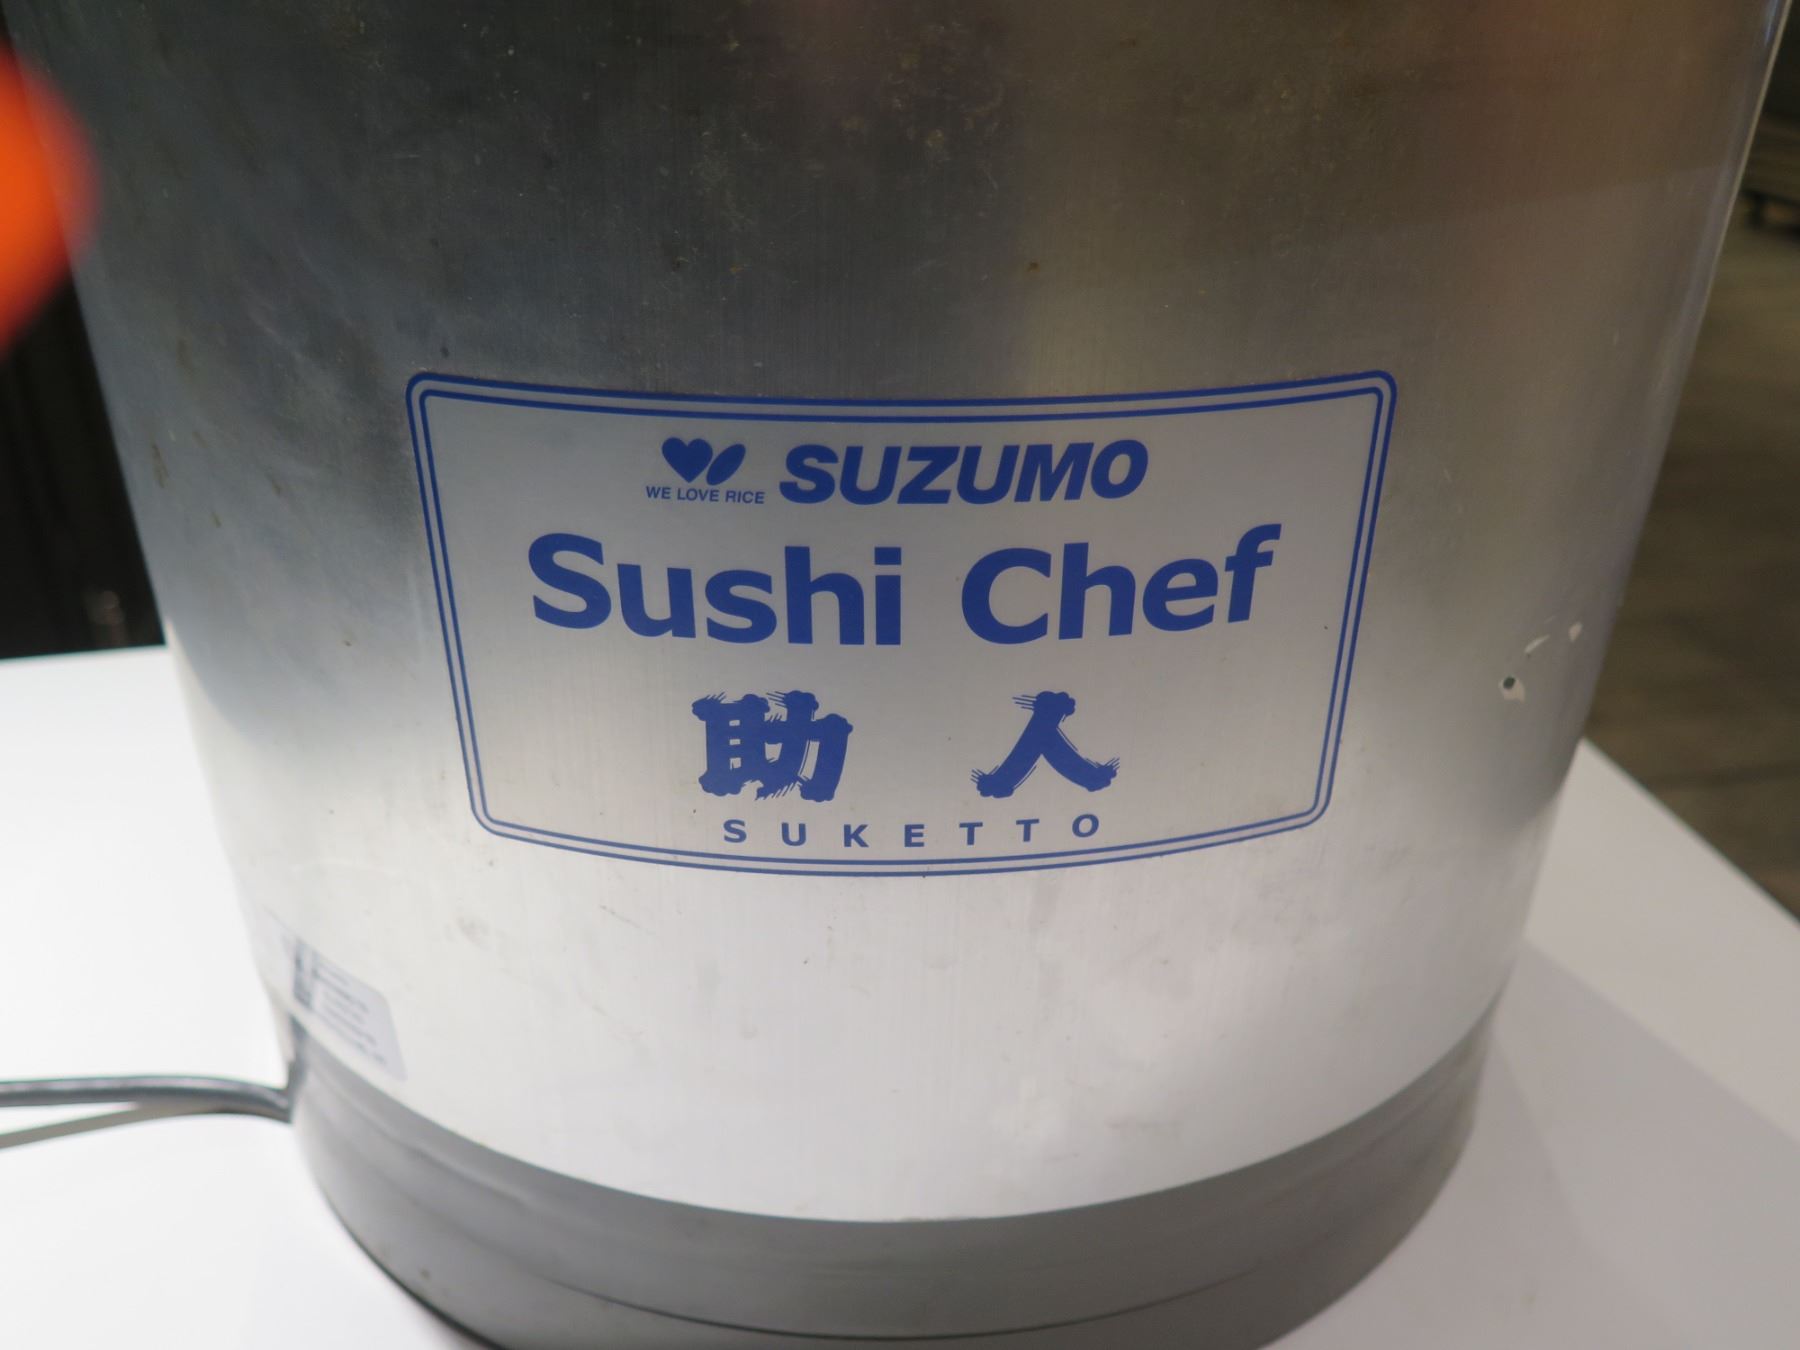 WE LOVE RICE SUZUMO
Sushi Chef
助 人
SUKETTO